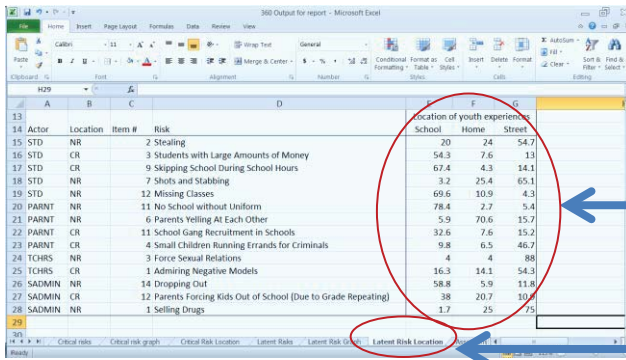 360 Output for report - Microsoft Excel
File Home Insert Page Layout Formulas Data Review View
Calibri 11 Wrap Text General AutoSum
Fill
Paste B I U Merge & Center $ % Conditional Format as Cell Insert Delete Format Clear Sort & Find &
Formatting Table Styles Filter Select
Clipboard Font Alignment Number Styles Cells Editing
H29 fx
A B C D E F G
13 Location of youth experiences
14 Actor Location Item # Risk School Home Street
15 STD NR 2 Stealing 20 24 54.7
16 STD CR 3 Students with Large Amounts of Money 54.3 7.6 13
17 STD CR 9 Skipping School During School Hours 67.4 4.3 14.1
18 STD NR 7 Shots and Stabbing 3.2 25.4 65.1
19 STD CR 12 Missing Classes 69.6 10.9 4.3
20 PARNT NR 11 No School without Uniform 78.4 2.7 5.4
21 PARNT NR 6 Parents Yelling At Each Other 5.9 70.6 15.7
22 PARNT CR 11 School Gang Recruitment in Schools 32.6 7.6 15.2
23 PARNT CR 4 Small Children Running Errands for Criminals 9.8 6.5 46.7
24 TCHRS NR 3 Force Sexual Relations 4 4 88
25 TCHRS CR 1 Admiring Negative Models 16.3 14.1 54.3
26 SADMIN NR 14 Dropping Out 58.8 5.9 11.8
27 SADMIN CR 12 Parents Forcing Kids Out of School (Due to Grade Repeating) 38 20.7
28 SADMIN NR 1 Selling Drugs 1.7 25 75
29
30
Critical risks Critical risk graph Critical Risk Location Latent Risks Latent Risk Graph Latent Risk Location
Ready